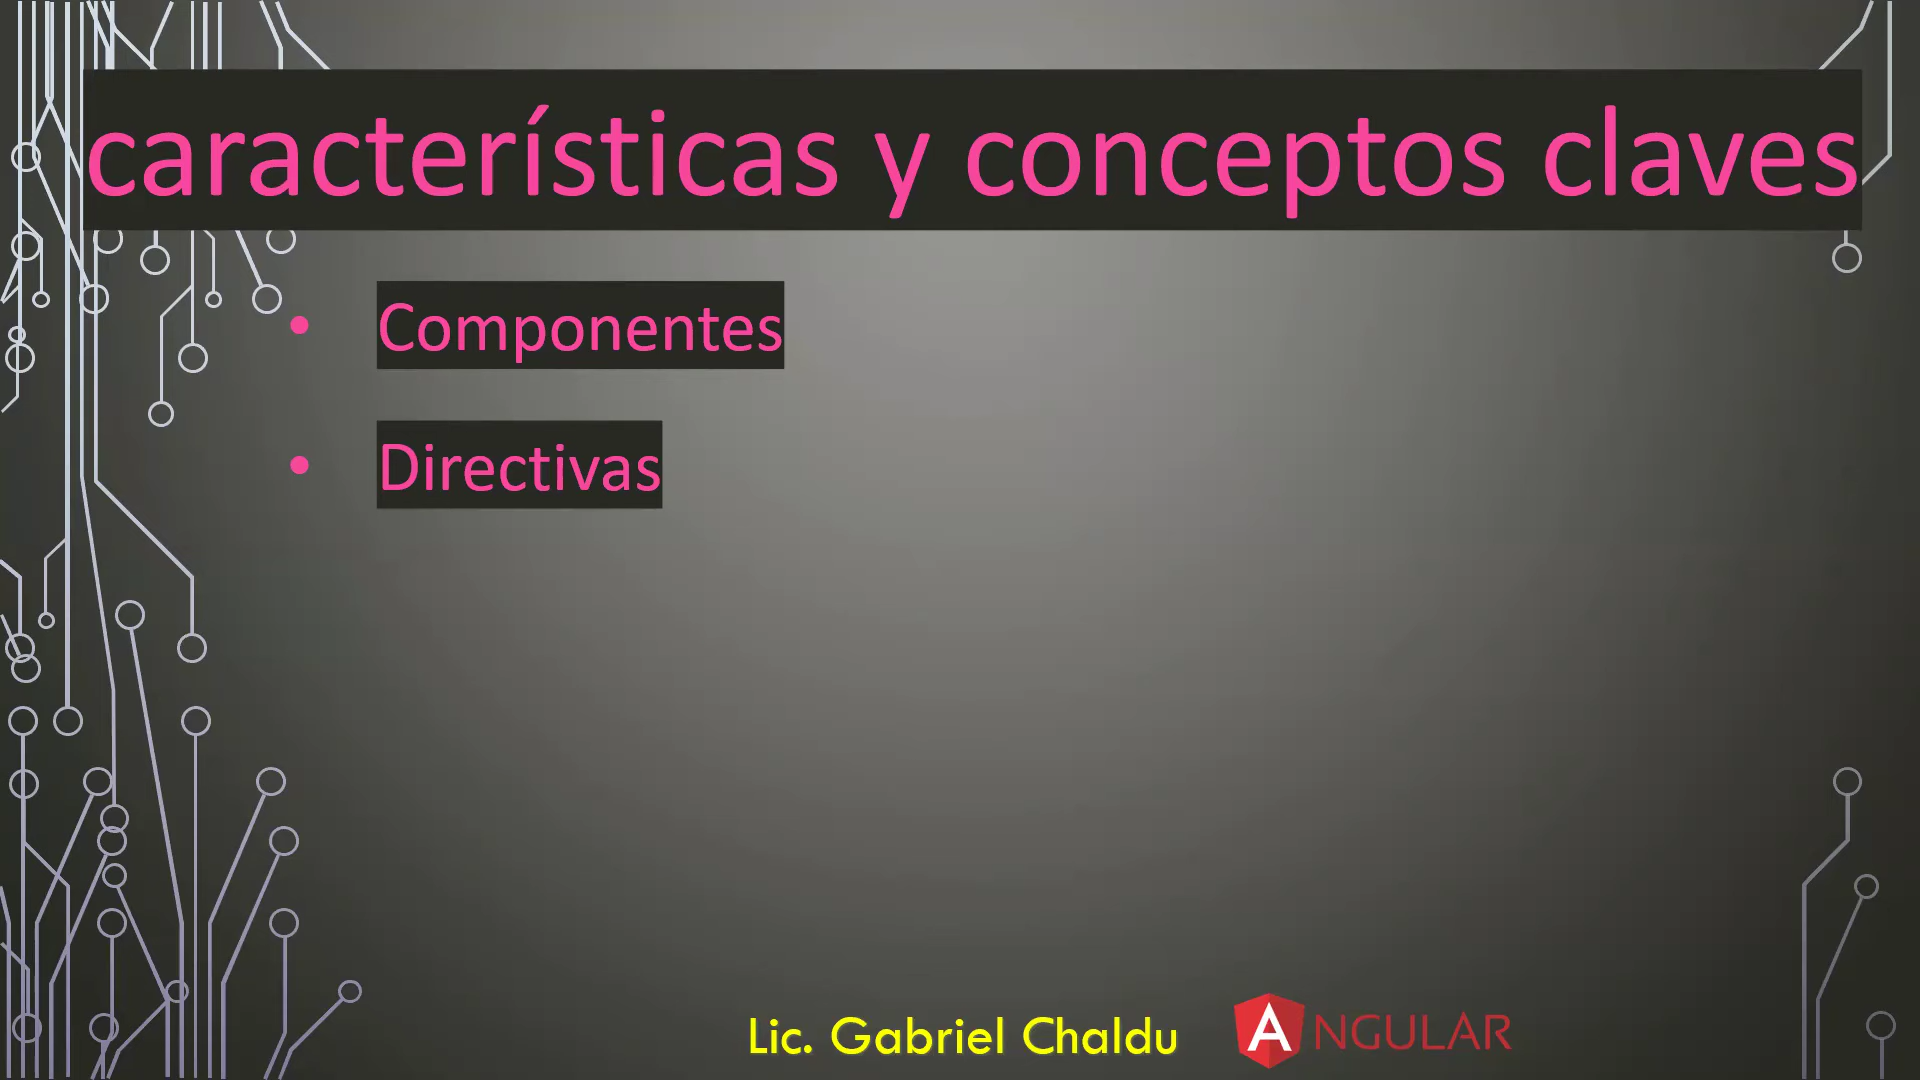 características y conceptos claves
• Componentes
• Directivas
Lic. Gabriel Chaldu
ANGULAR